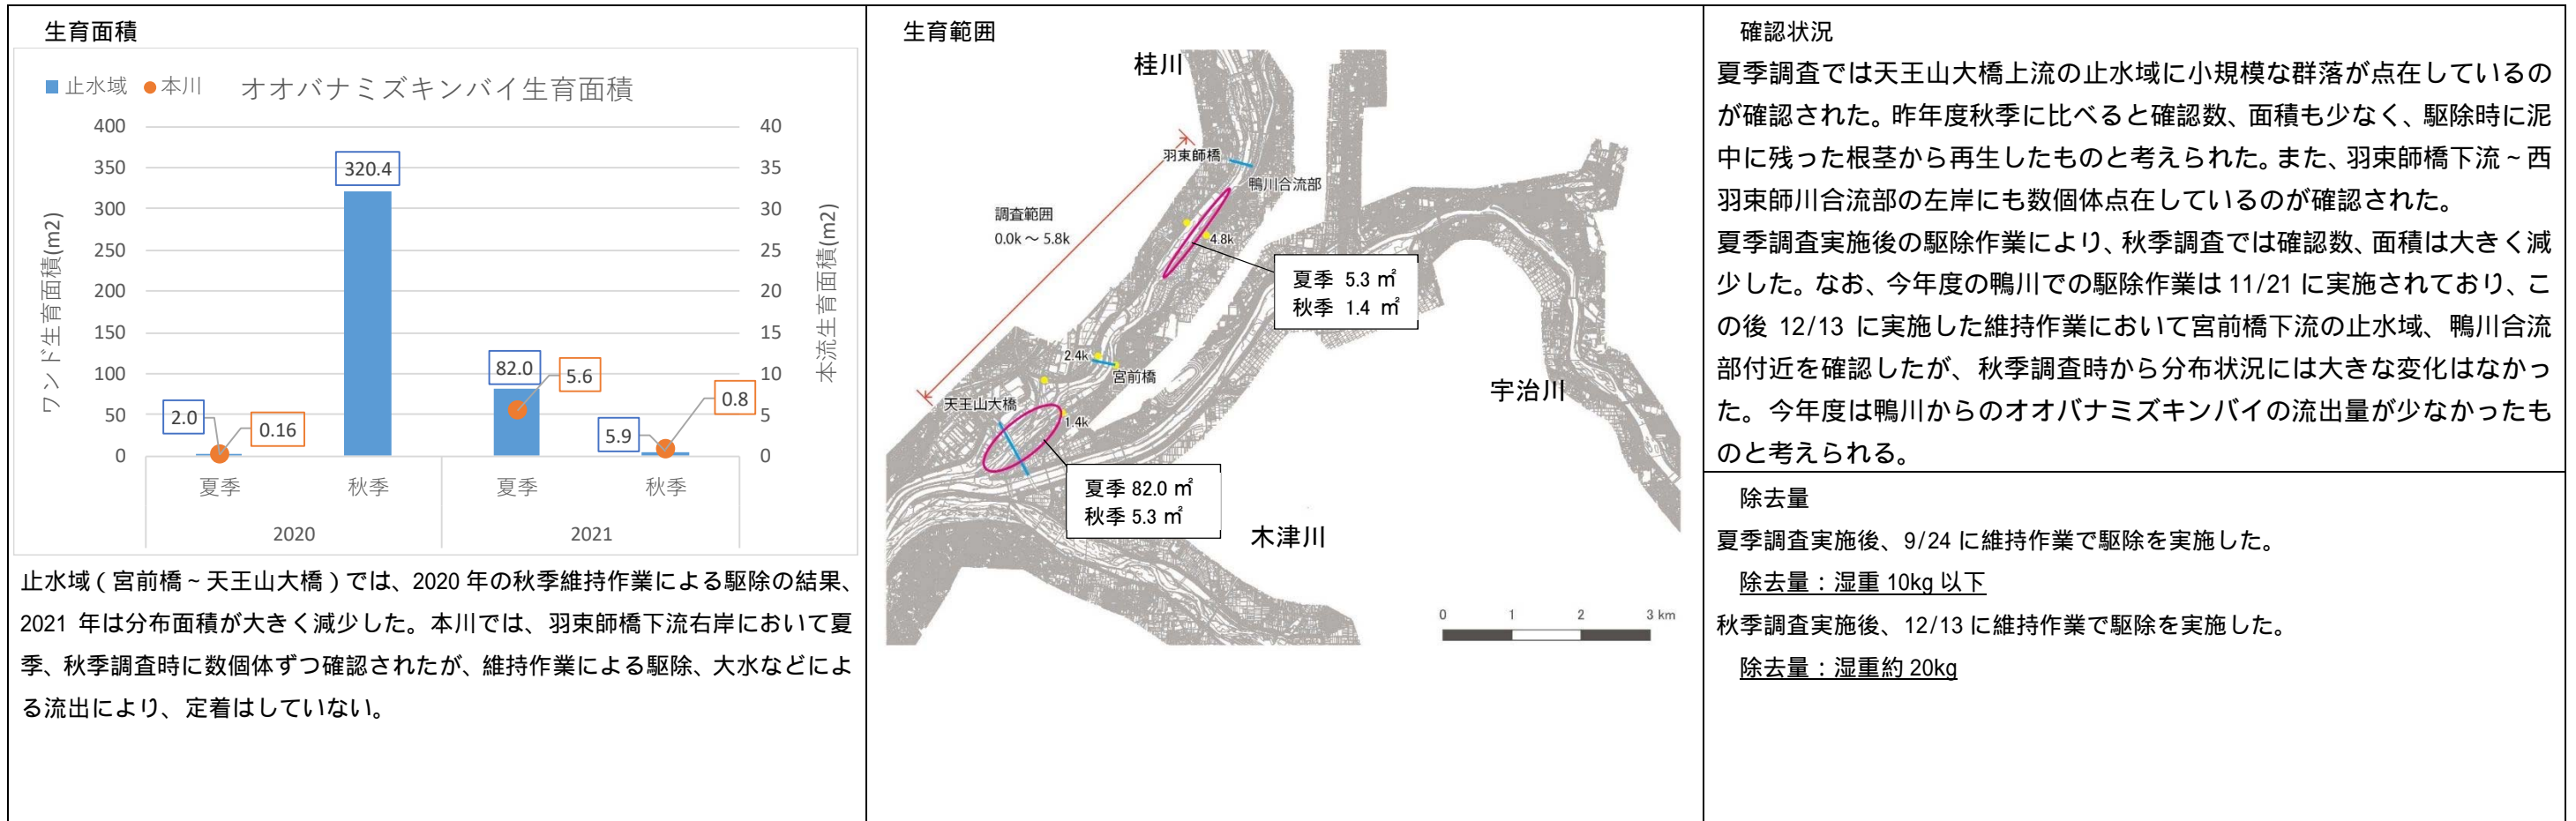 生育面積
止水域 本川 オオバナミズキンバイ生育面積
400
350
300
250
200
150
100
50
0
ワンド生育面積(m2)
40
35
30
25
20
15
10
5
0
本流生育面積(m2)
2.0
0.16
320.4
82.0
5.6
5.9
0.8
夏季 秋季 夏季 秋季
2020 2021
止水域(宮前橋~天王山大橋)では、2020 年の秋季維持作業による駆除の結果、
2021 年は分布面積が大きく減少した。本川では、羽束師橋下流右岸において夏
季、秋季調査時に数個体ずつ確認されたが、維持作業による駆除、大水などによ
る流出により、定着はしていない。
生育範囲
桂川
羽束師橋
鴨川合流部
調査範囲
0.0k ~ 5.8k
4.8k
夏季 5.3 ㎡
秋季 1.4 ㎡
2.4k
宮前橋
宇治川
天王山大橋
1.4k
夏季 82.0 ㎡
秋季 5.3 ㎡
木津川
0 1 2 3 km
確認状況
夏季調査では天王山大橋上流の止水域に小規模な群落が点在しているの
が確認された。昨年度秋季に比べると確認数、面積も少なく、駆除時に泥
中に残った根茎から再生したものと考えられた。また、羽束師橋下流~西
羽束師川合流部の左岸にも数個体点在しているのが確認された。
夏季調査実施後の駆除作業により、秋季調査では確認数、面積は大きく減
少した。なお、今年度の鴨川での駆除作業は 11/21 に実施されており、こ
の後 12/13 に実施した維持作業において宮前橋下流の止水域、鴨川合流
部付近を確認したが、秋季調査時から分布状況には大きな変化はなかっ
た。今年度は鴨川からのオオバナミズキンバイの流出量が少なかったも
のと考えられる。
除去量
夏季調査実施後、9/24 に維持作業で駆除を実施した。
除去量:湿重 10kg 以下
秋季調査実施後、12/13 に維持作業で駆除を実施した。
除去量:湿重約 20kg